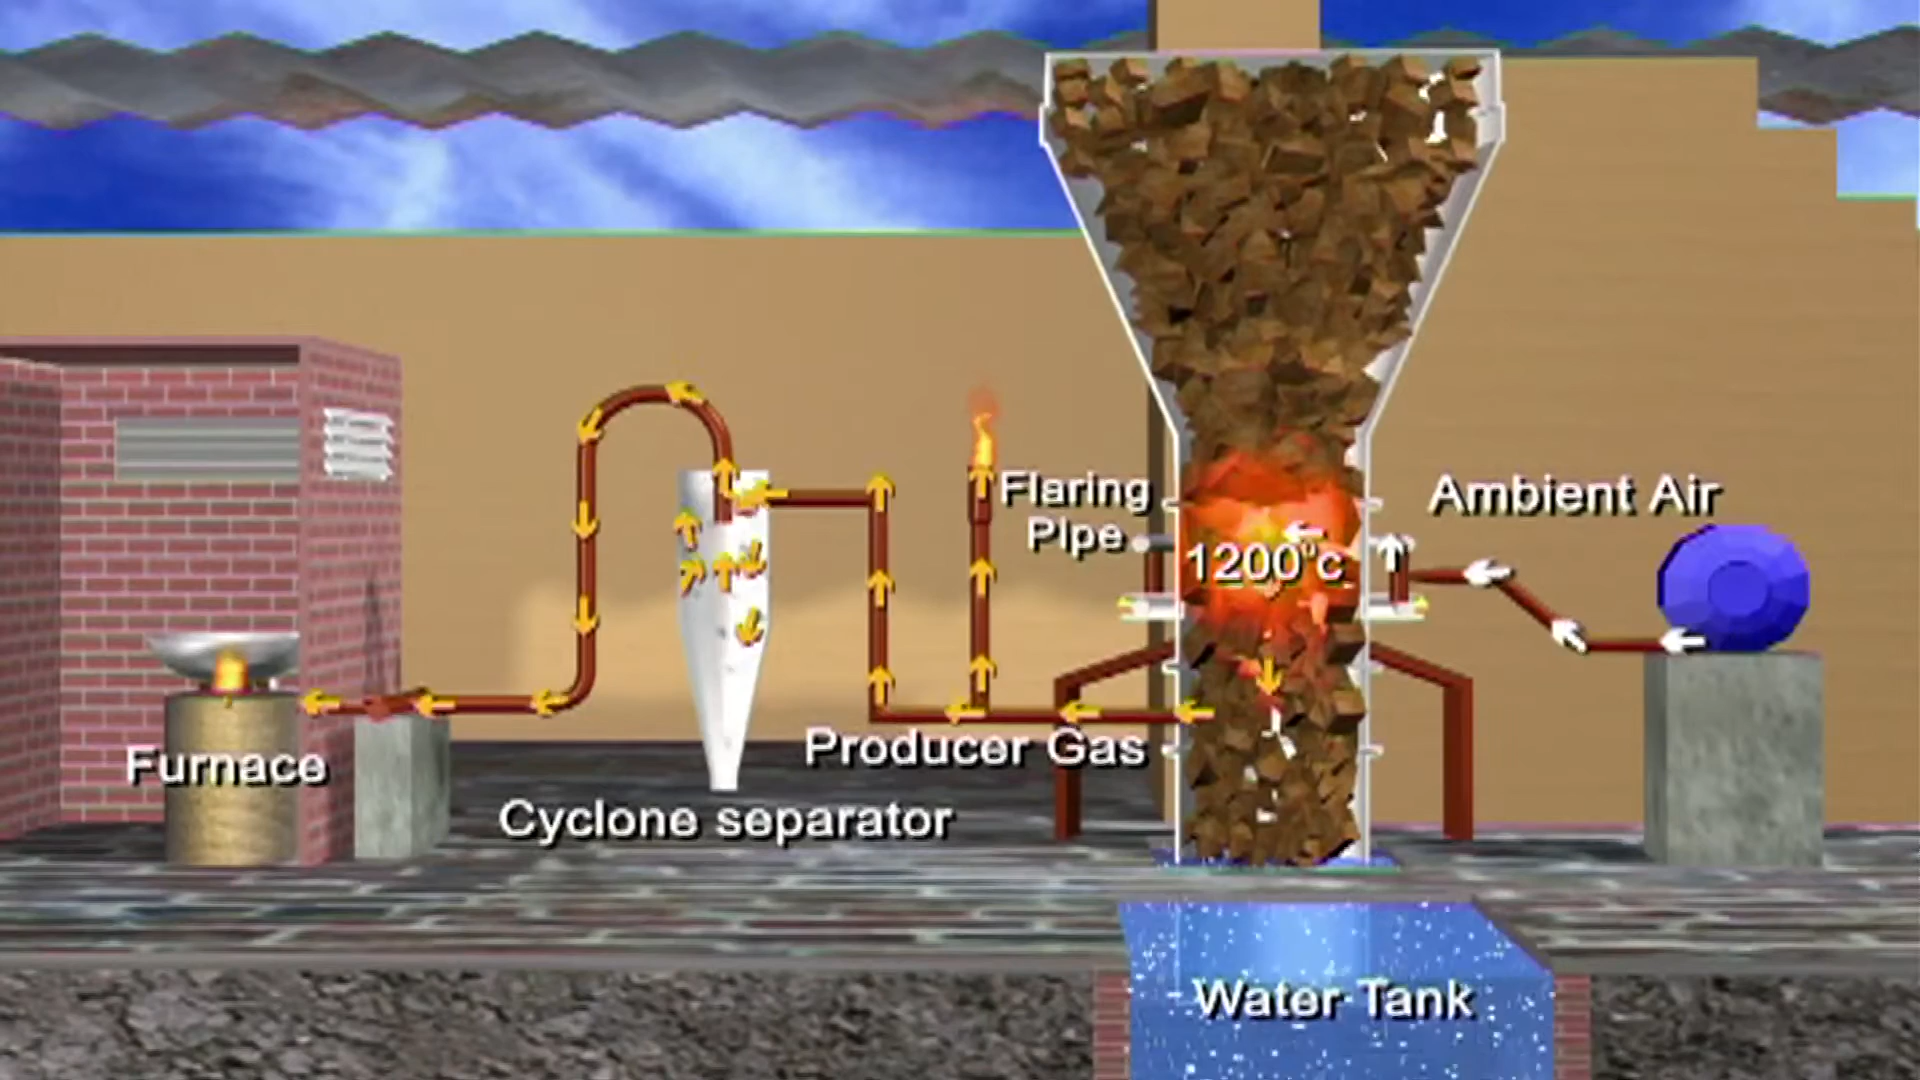 Flaring
Pipe
Ambient Air
1200°c
Producer Gas
Furnace
Cyclone separator
Water Tank